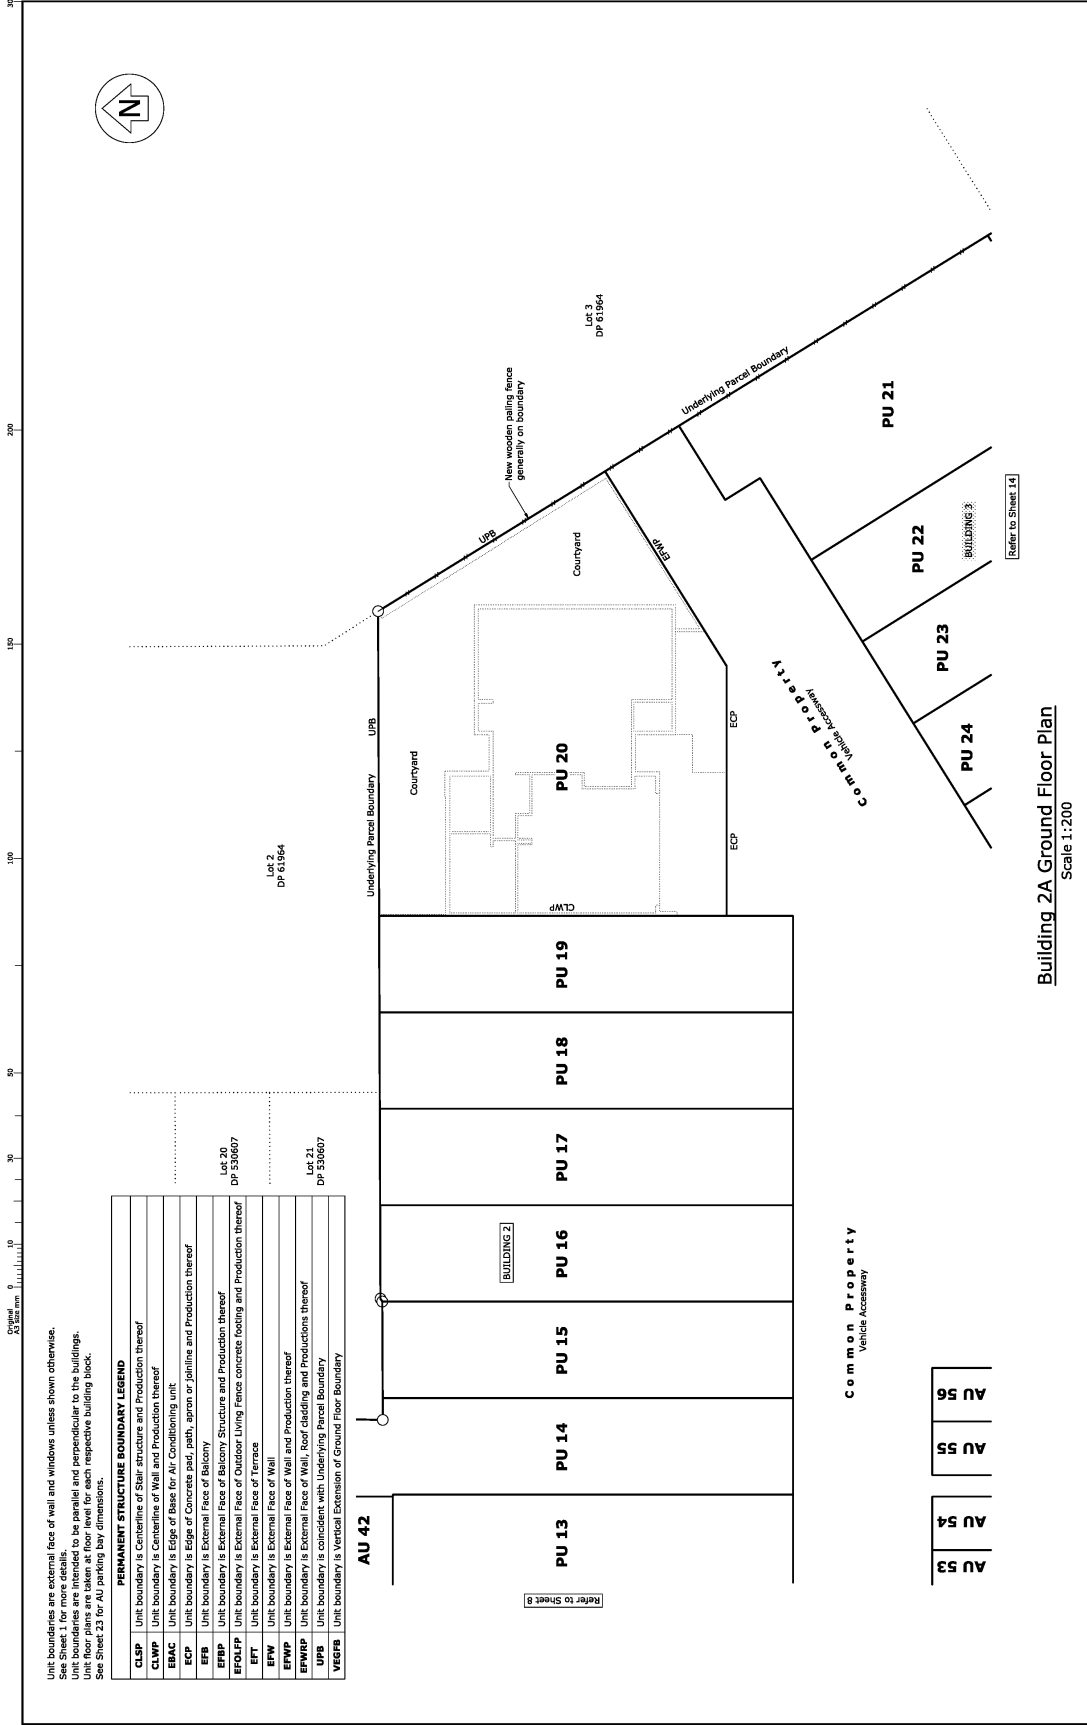 Original
A3 size mm
0
10
30
50
100
150
200
30
Unit boundaries are external face of wall and windows unless shown otherwise.
See Sheet 1 for more details.
Unit boundaries are intended to be parallel and perpendicular to the buildings.
Unit floor plans are taken at floor level for each respective building block.
See Sheet 23 for AU parking bay dimensions.
PERMANENT STRUCTURE BOUNDARY LEGEND
CLSP Unit boundary is Centerline of Stair structure and Production thereof
CLWP Unit boundary is Centerline of Wall and Production thereof
EBAC Unit boundary is Edge of Base for Air Conditioning unit
ECP Unit boundary is Edge of Concrete pad, path, apron or joinline and Production thereof
EFB Unit boundary is External Face of Balcony
EFBP Unit boundary is External Face of Balcony Structure and Production thereof
EFOLFP Unit boundary is External Face of Outdoor Living Fence concrete footing and Production thereof
EFT Unit boundary is External Face of Terrace
EFW Unit boundary is External Face of Wall
EFWP Unit boundary is External Face of Wall and Production thereof
EFWRP Unit boundary is External Face of Wall, Roof cladding and Productions thereof
UPB Unit boundary is coincident with Underlying Parcel Boundary
VEGFB Unit boundary is Vertical Extension of Ground Floor Boundary
N
Lot 20
DP 530607
Lot 21
DP 530607
Lot 2
DP 61964
Lot 3
DP 61964
Underlying Parcel Boundary
UPB
UPB
New wooden paling fence
generally on boundary
Underlying Parcel Boundary
Courtyard
Courtyard
EFWP
CLWP
ECP
ECP
AU 42
PU 13
PU 14
PU 15
PU 16
PU 17
PU 18
PU 19
PU 20
PU 21
PU 22
PU 23
PU 24
BUILDING 2
BUILDING 3
Refer to Sheet 8
Refer to Sheet 14
Common Property
Vehicle Accessway
Common Property
Vehicle Accessway
AU 53
AU 54
AU 55
AU 56
Building 2A Ground Floor Plan
Scale 1:200